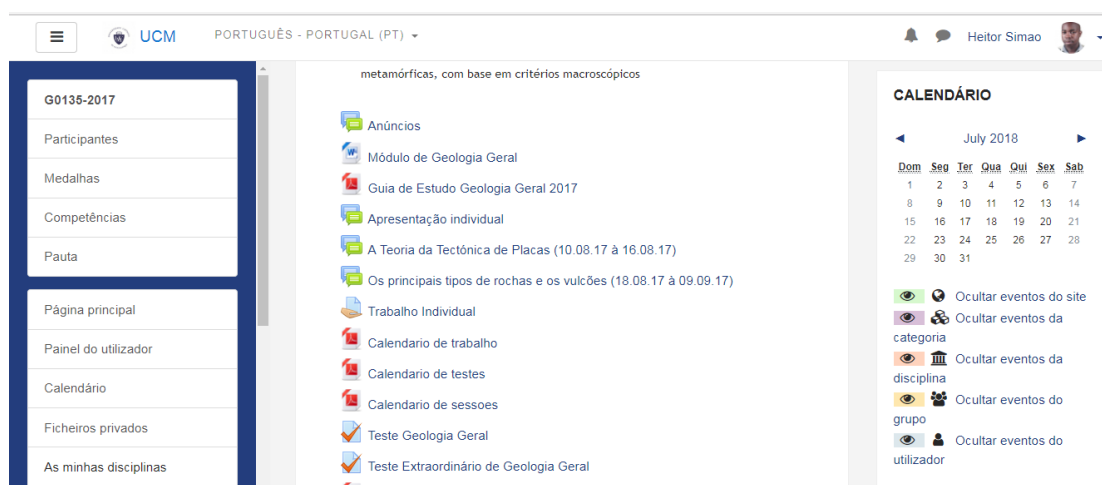 UCM
PORTUGUÊS - PORTUGAL (PT)
Heitor Simao
G0135-2017
Participantes
Medalhas
Competências
Pauta
Página principal
Painel do utilizador
Calendário
Ficheiros privados
As minhas disciplinas
metamórficas, com base em critérios macroscópicos
Anúncios
Módulo de Geologia Geral
Guia de Estudo Geologia Geral 2017
Apresentação individual
A Teoria da Tectónica de Placas (10.08.17 à 16.08.17)
Os principais tipos de rochas e os vulcões (18.08.17 à 09.09.17)
Trabalho Individual
Calendario de trabalho
Calendario de testes
Calendario de sessoes
Teste Geologia Geral
Teste Extraordinário de Geologia Geral
CALENDÁRIO
◄ July 2018 ►
Dom Seg Ter Qua Qui Sex Sab
1 2 3 4 5 6 7
8 9 10 11 12 13 14
15 16 17 18 19 20 21
22 23 24 25 26 27 28
29 30 31
Ocultar eventos do site
Ocultar eventos da
categoria
Ocultar eventos da
disciplina
Ocultar eventos do
grupo
Ocultar eventos do
utilizador